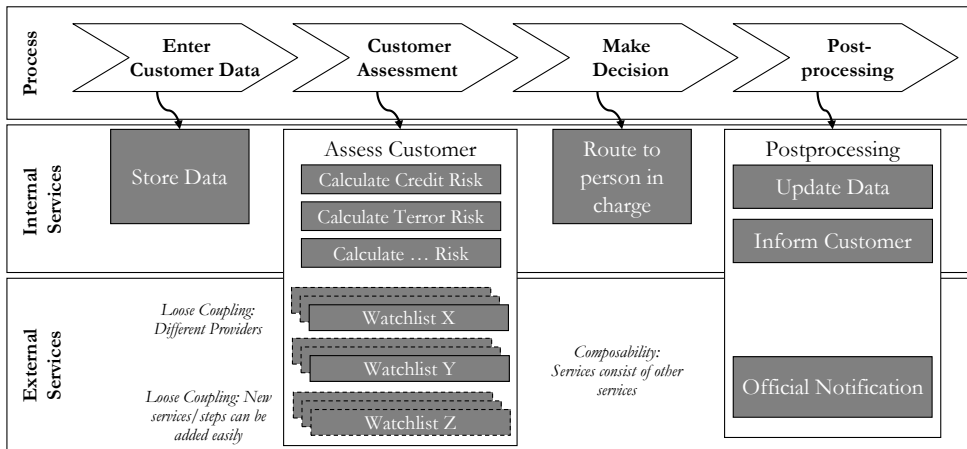 Process
Enter
Customer Data
Customer
Assessment
Make
Decision
Post-
processing
Internal
Services
Store Data
Assess Customer
Calculate Credit Risk
Calculate Terror Risk
Calculate … Risk
Route to
person in
charge
Postprocessing
Update Data
Inform Customer
External
Services
Loose Coupling:
Different Providers
Loose Coupling: New
services/steps can be
added easily
Watchlist X
Watchlist Y
Watchlist Z
Composability:
Services consist of other
services
Official Notification